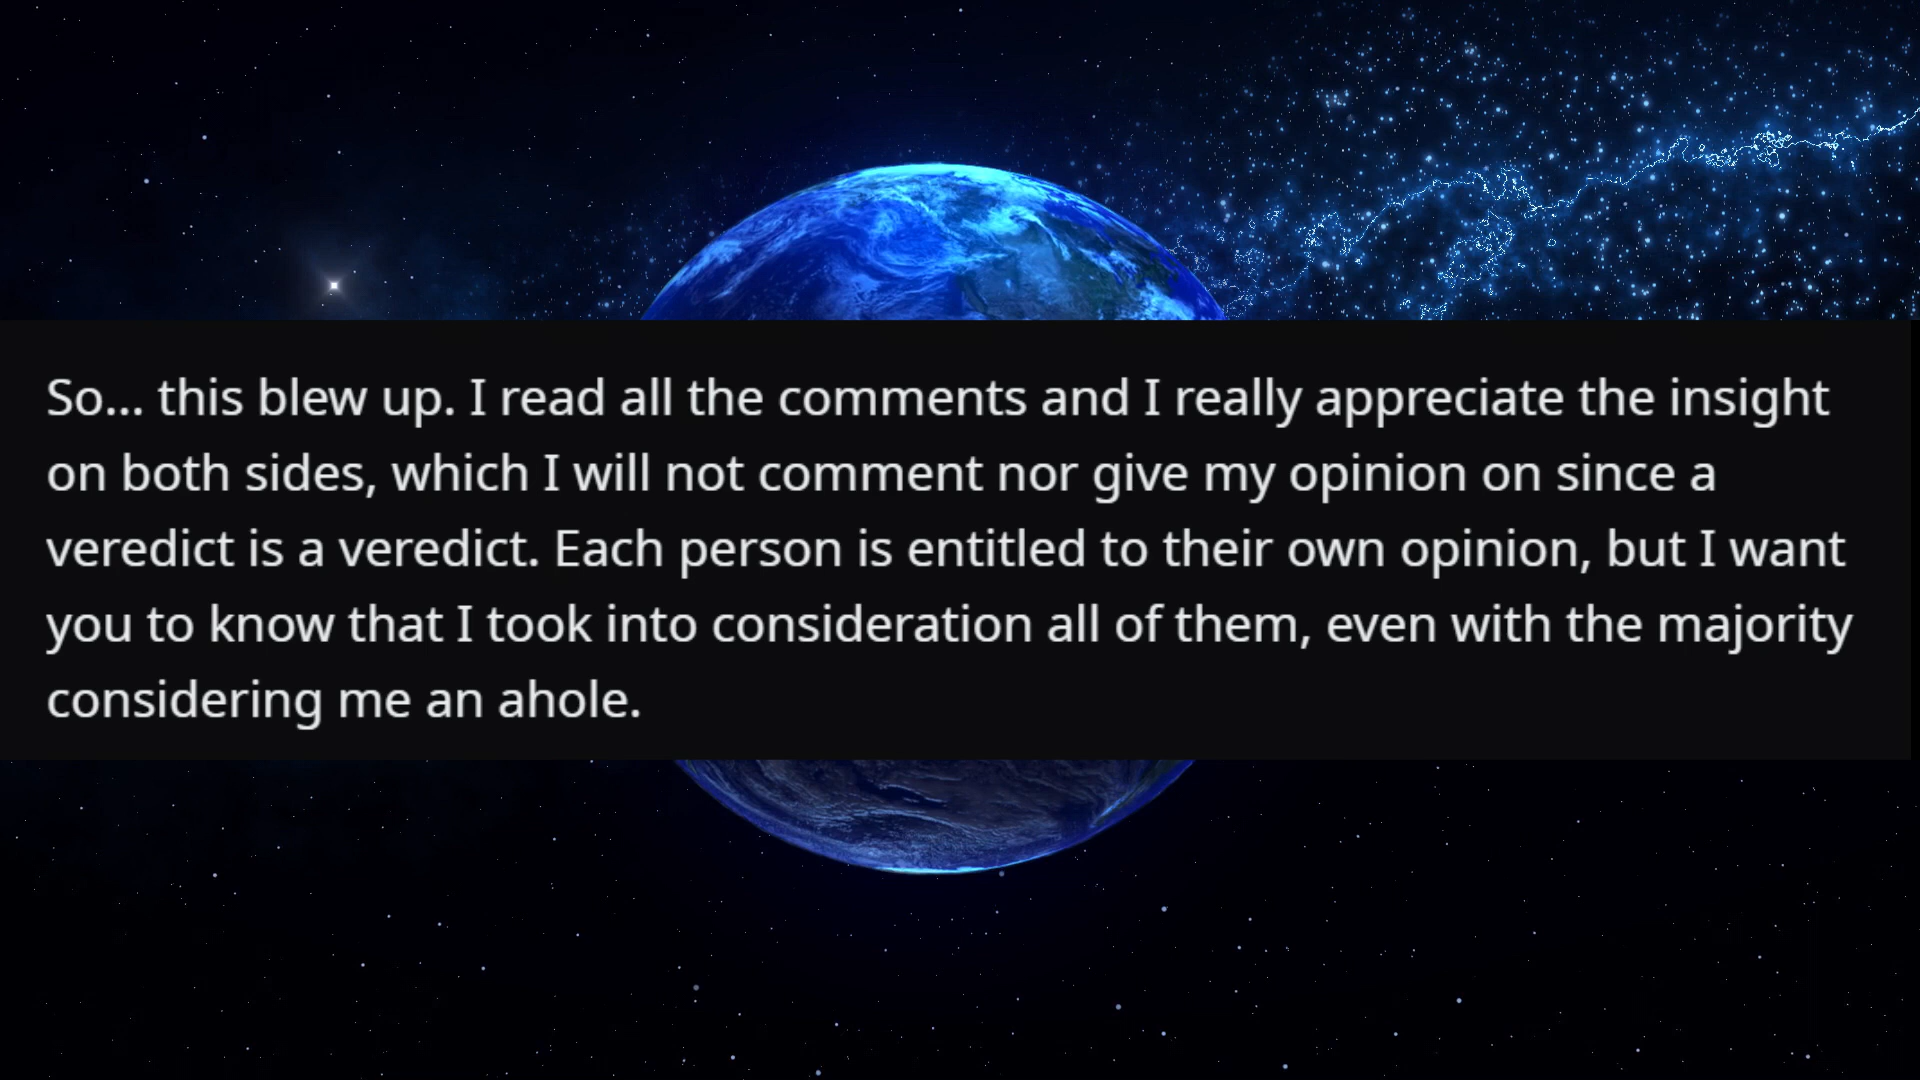 So... this blew up. I read all the comments and I really appreciate the insight
on both sides, which I will not comment nor give my opinion on since a
veredict is a veredict. Each person is entitled to their own opinion, but I want
you to know that I took into consideration all of them, even with the majority
considering me an ahole.